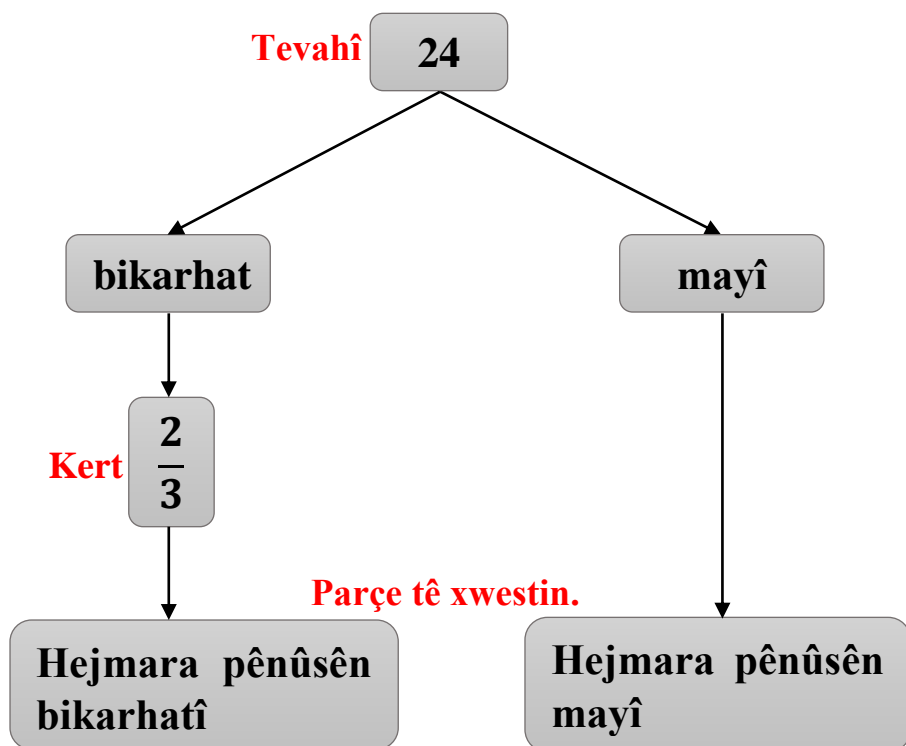 Tevahî 24
bikarhat mayî
Kert 2/3
Parçe tê xwestin.
Hejmara pênûsên
bikarhatî
Hejmara pênûsên
mayî